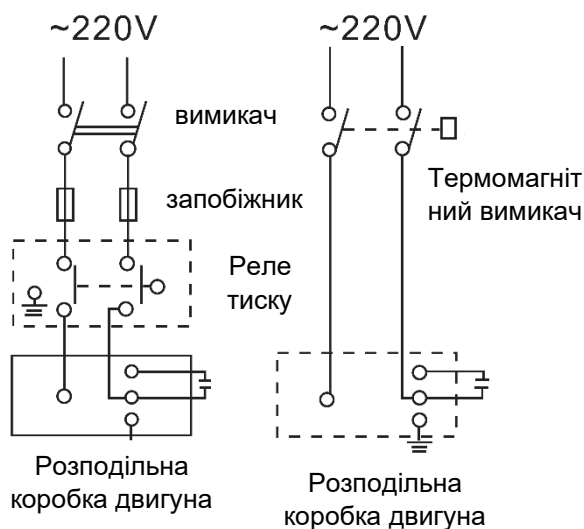 ~220V
~220V
вимикач
запобіжник
Термомагніт
ний вимикач
Реле
тиску
Розподільна
коробка двигуна
Розподільна
коробка двигуна